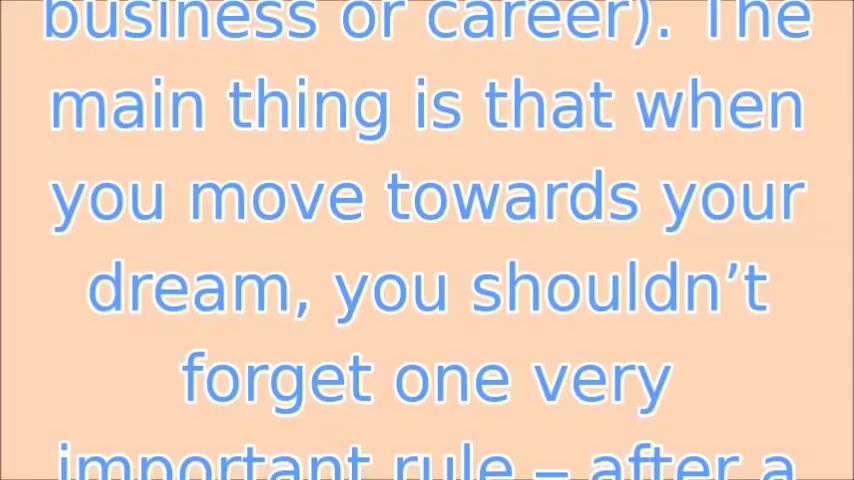 business or career). The
main thing is that when
you move towards your
dream, you shouldn’t
forget one very
important rule – after a